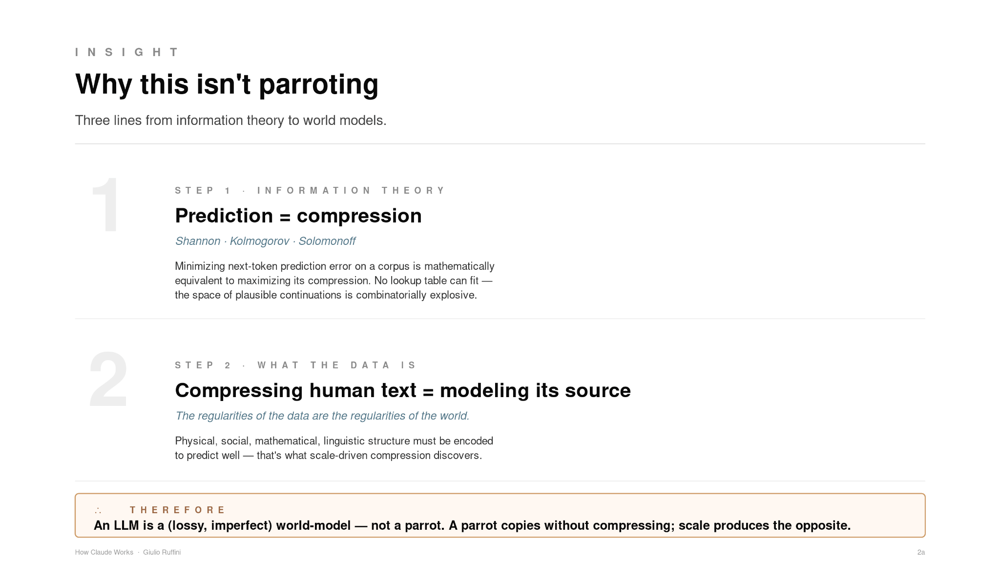 INSIGHT
Why this isn't parroting
Three lines from information theory to world models.
1
STEP 1 · INFORMATION THEORY
Prediction = compression
Shannon · Kolmogorov · Solomonoff
Minimizing next-token prediction error on a corpus is mathematically
equivalent to maximizing its compression. No lookup table can fit —
the space of plausible continuations is combinatorially explosive.
2
STEP 2 · WHAT THE DATA IS
Compressing human text = modeling its source
The regularities of the data are the regularities of the world.
Physical, social, mathematical, linguistic structure must be encoded
to predict well — that's what scale-driven compression discovers.
∴ THEREFORE
An LLM is a (lossy, imperfect) world-model — not a parrot. A parrot copies without compressing; scale produces the opposite.
How Claude Works · Giulio Ruffini
2a